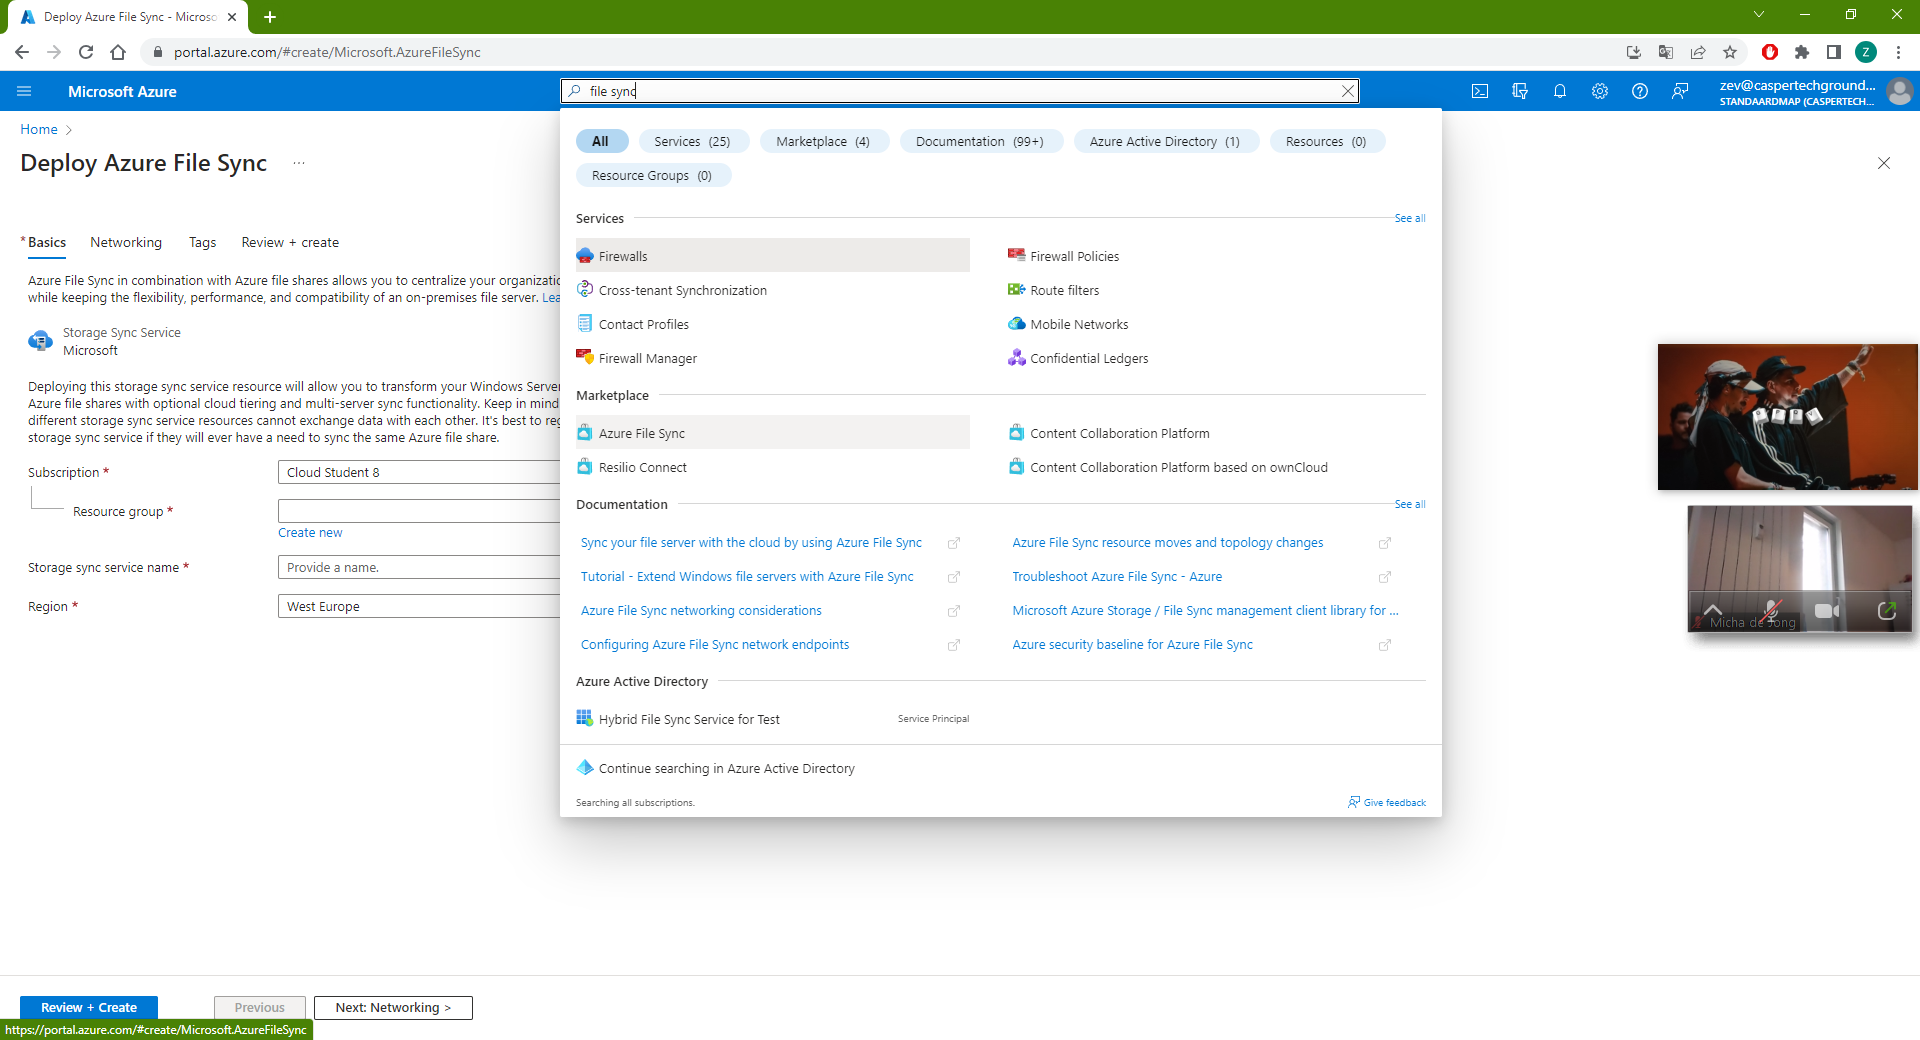 Deploy Azure File Sync - Microso
portal.azure.com/#create/Microsoft.AzureFileSync
Z
Microsoft Azure
file sync
zev@caspertechground...
STANDAARDMAP (CASPERTECH...
Home
Deploy Azure File Sync ...
* Basics
Networking
Tags
Review + create
Azure File Sync in combination with Azure file shares allows you to centralize your organizatio
while keeping the flexibility, performance, and compatibility of an on-premises file server. Lea
Storage Sync Service
Microsoft
Deploying this storage sync service resource will allow you to transform your Windows Server
Azure file shares with optional cloud tiering and multi-server sync functionality. Keep in mind
different storage sync service resources cannot exchange data with each other. It's best to reg
storage sync service if they will ever have a need to sync the same Azure file share.
Subscription *
Cloud Student 8
Resource group *
Create new
Storage sync service name *
Provide a name.
Region *
West Europe
All
Services (25)
Marketplace (4)
Documentation (99+)
Azure Active Directory (1)
Resources (0)
Resource Groups (0)
Services
See all
Firewalls
Firewall Policies
Cross-tenant Synchronization
Route filters
Contact Profiles
Mobile Networks
Firewall Manager
Confidential Ledgers
Marketplace
Azure File Sync
Content Collaboration Platform
Resilio Connect
Content Collaboration Platform based on ownCloud
Documentation
See all
Sync your file server with the cloud by using Azure File Sync
Azure File Sync resource moves and topology changes
Tutorial - Extend Windows file servers with Azure File Sync
Troubleshoot Azure File Sync - Azure
Azure File Sync networking considerations
Microsoft Azure Storage / File Sync management client library for ...
Configuring Azure File Sync network endpoints
Azure security baseline for Azure File Sync
Azure Active Directory
Hybrid File Sync Service for Test
Service Principal
Continue searching in Azure Active Directory
Searching all subscriptions.
Give feedback
Micha de Jong
Review + Create
Previous
Next: Networking >
https://portal.azure.com/#create/Microsoft.AzureFileSync